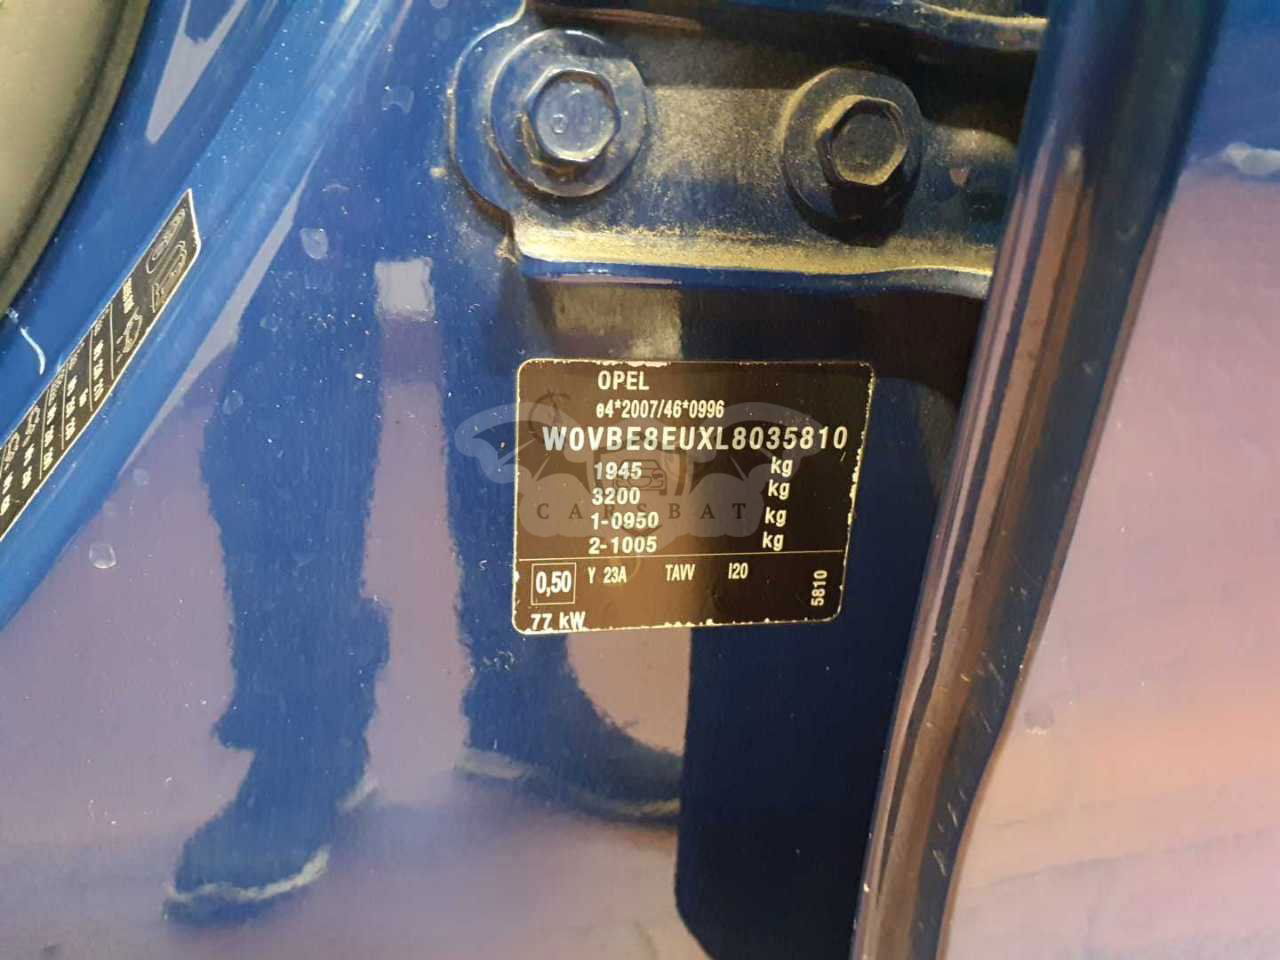 OPEL
e4*2007/46*0996
W0VBE8EUXL8035810
1945 kg
3200 kg
1-0950 kg
2-1005 kg
0,50 Y 23A TAVV I20
5810
77 kW
CARSBAT